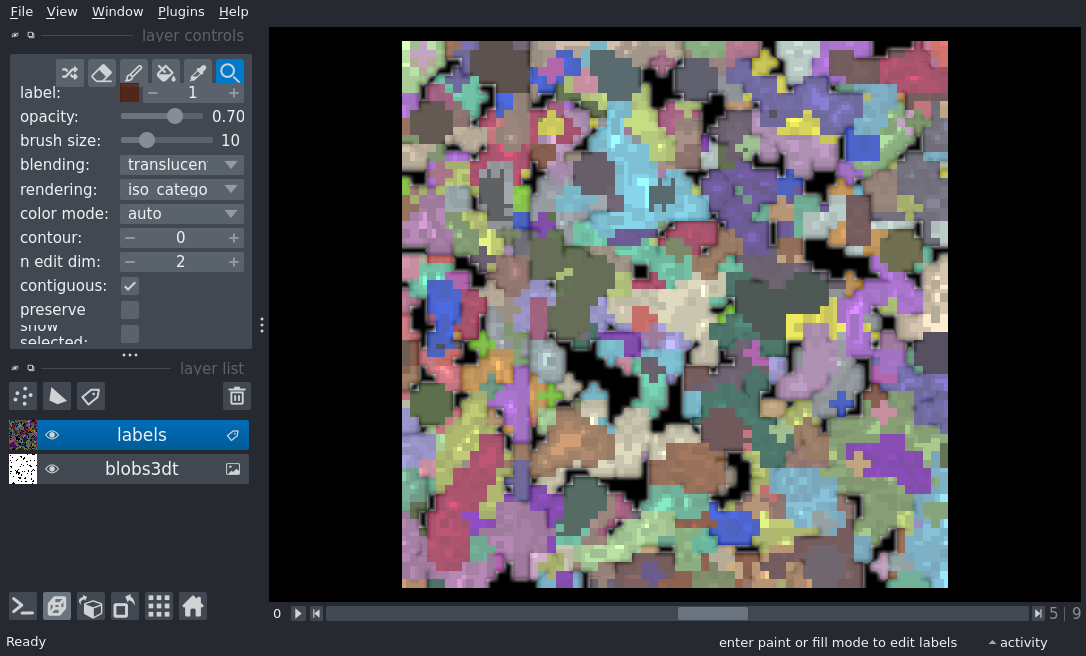 File View Window Plugins Help
layer controls
label: 1
opacity: 0.70
brush size: 10
blending: translucen
rendering: iso catego
color mode: auto
contour: 0
n edit dim: 2
contiguous:
preserve
show
selected:
layer list
labels
blobs3dt
0 5 | 9
Ready enter paint or fill mode to edit labels activity